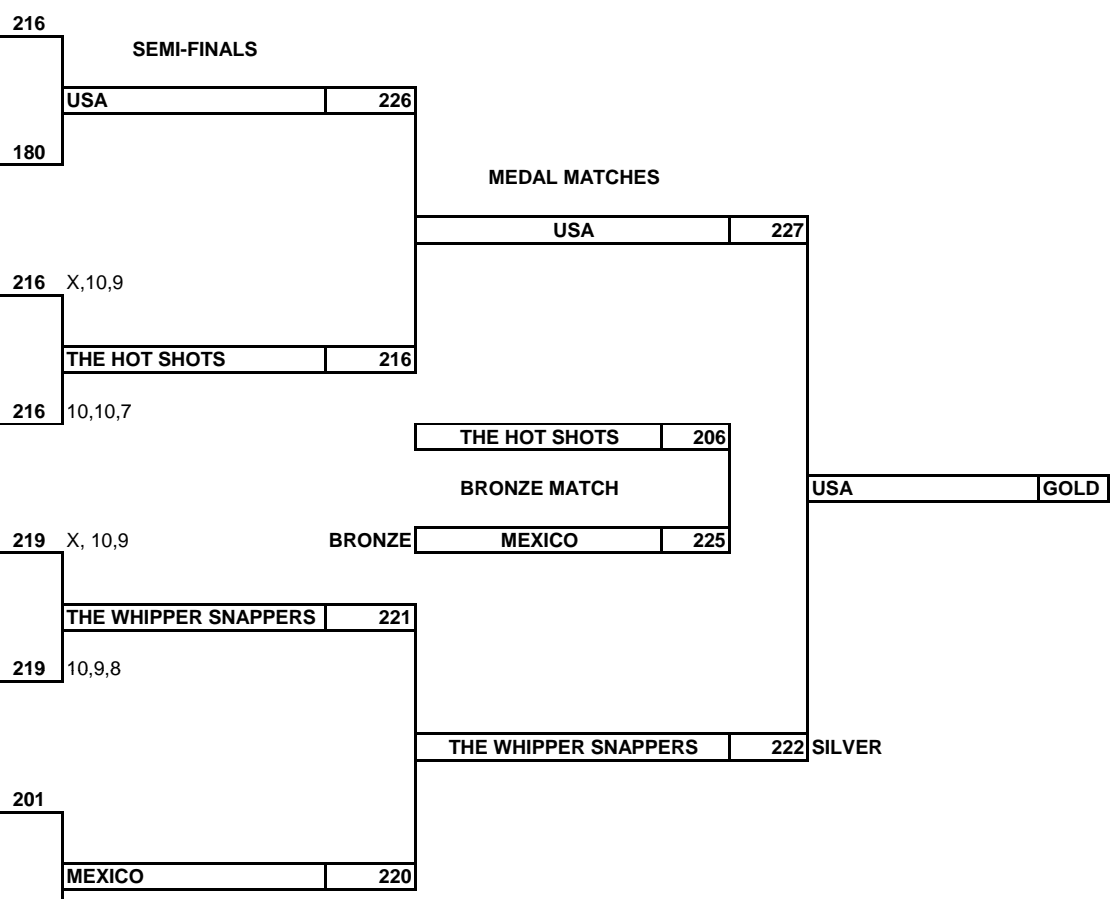 216
SEMI-FINALS
USA 226
180
MEDAL MATCHES
USA 227
216 X,10,9
THE HOT SHOTS 216
216 10,10,7
THE HOT SHOTS 206
BRONZE MATCH
USA GOLD
219 X, 10,9
BRONZE MEXICO 225
THE WHIPPER SNAPPERS 221
219 10,9,8
THE WHIPPER SNAPPERS 222 SILVER
201
MEXICO 220